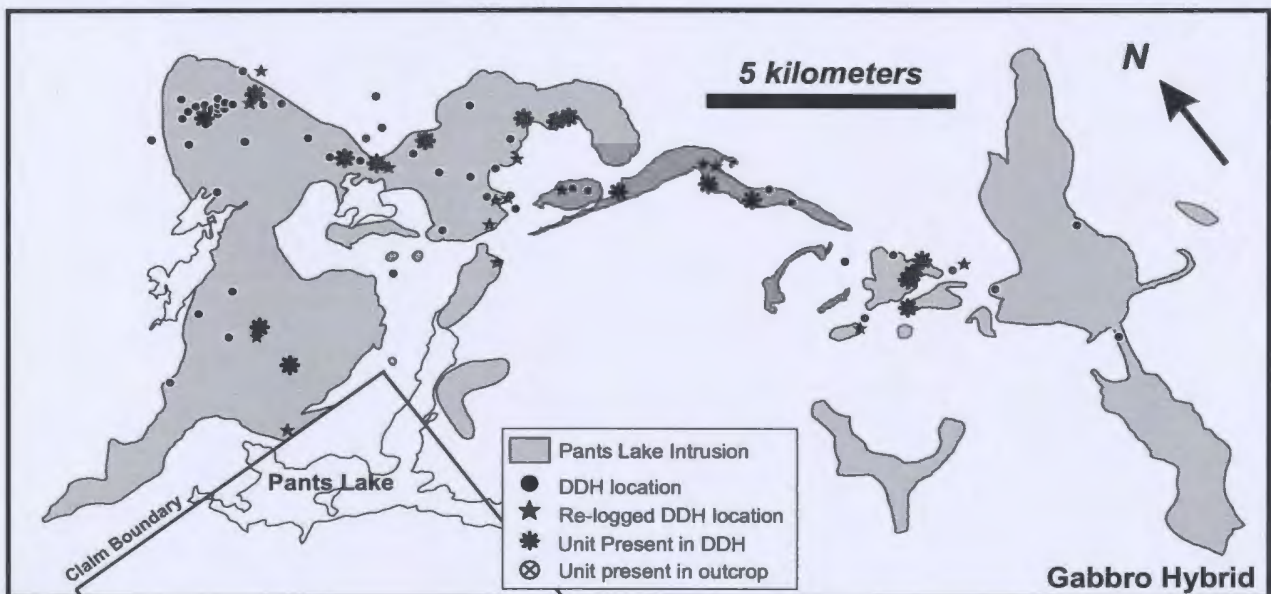 5 kilometers
N
Pants Lake
Claim Boundary
Pants Lake Intrusion
DDH location
Re-logged DDH location
Unit Present in DDH
Unit present in outcrop
Gabbro Hybrid